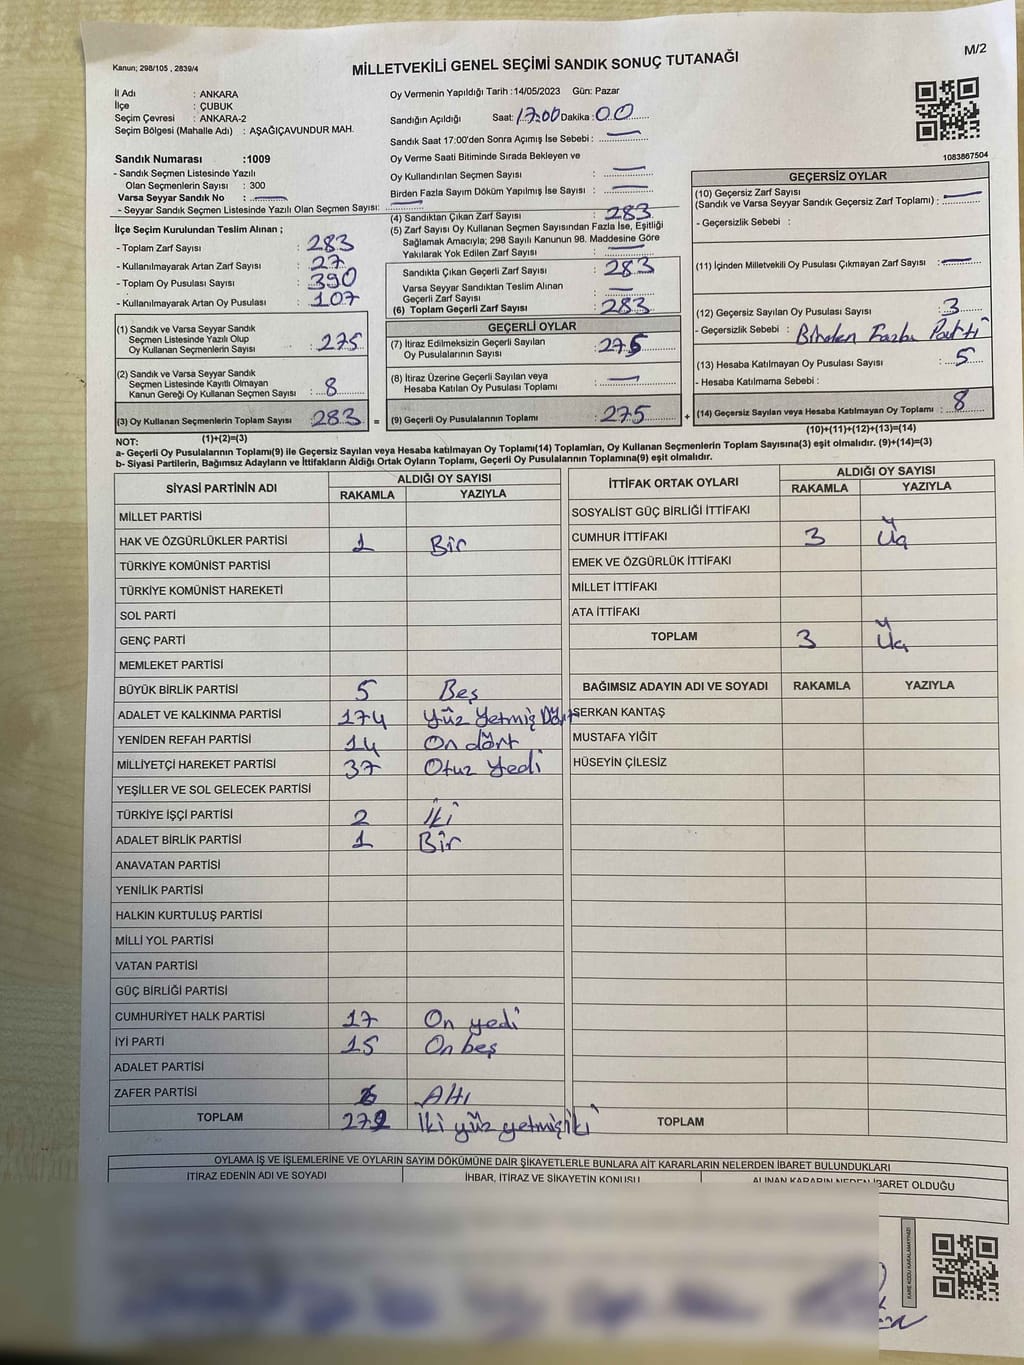 Kanun; 298/105 , 2839/4
MİLLETVEKİLİ GENEL SEÇİMİ SANDIK SONUÇ TUTANAĞI
M/2
İl Adı : ANKARA
İlçe : ÇUBUK
Seçim Çevresi : ANKARA-2
Seçim Bölgesi (Mahalle Adı) : AŞAĞIÇAVUNDUR MAH.
Sandık Numarası :1009
- Sandık Seçmen Listesinde Yazılı
Olan Seçmenlerin Sayısı : 300
Varsa Seyyar Sandık No :
- Seyyar Sandık Seçmen Listesinde Yazılı Olan Seçmen Sayısı:
İlçe Seçim Kurulundan Teslim Alınan ;
- Toplam Zarf Sayısı : 283
- Kullanılmayarak Artan Zarf Sayısı : 27
- Toplam Oy Pusulası Sayısı : 390
- Kullanılmayarak Artan Oy Pusulası : 107
(1) Sandık ve Varsa Seyyar Sandık
Seçmen Listesinde Yazılı Olup
Oy Kullanan Seçmenlerin Sayısı : 275
(2) Sandık ve Varsa Seyyar Sandık
Seçmen Listesinde Kayıtlı Olmayan
Kanun Gereği Oy Kullanan Seçmen Sayısı : 8
(3) Oy Kullanan Seçmenlerin Toplam Sayısı : 283 =
(1)+(2)=(3)
Oy Vermenin Yapıldığı Tarih :14/05/2023 Gün: Pazar
Sandığın Açıldığı Saat: 17:00 Dakika : 00
Sandık Saat 17:00'den Sonra Açımış İse Sebebi :
Oy Verme Saati Bitiminde Sırada Bekleyen ve
Oy Kullandırılan Seçmen Sayısı :
Birden Fazla Sayım Döküm Yapılmış İse Sayısı :
(4) Sandıktan Çıkan Zarf Sayısı : 283
(5) Zarf Sayısı Oy Kullanan Seçmen Sayısından Fazla İse, Eşitliği
Sağlamak Amacıyla; 298 Sayılı Kanunun 98. Maddesine Göre
Yakılarak Yok Edilen Zarf Sayısı :
Sandıkta Çıkan Geçerli Zarf Sayısı : 283
Varsa Seyyar Sandıktan Teslim Alınan
Geçerli Zarf Sayısı :
(6) Toplam Geçerli Zarf Sayısı : 283
GEÇERLİ OYLAR
(7) İtiraz Edilmeksizin Geçerli Sayılan
Oy Pusulalarının Sayısı : 275
(8) İtiraz Üzerine Geçerli Sayılan veya
Hesaba Katılan Oy Pusulası Toplamı :
(9) Geçerli Oy Pusulalarının Toplamı : 275 +
1083867504
GEÇERSİZ OYLAR
(10) Geçersiz Zarf Sayısı
(Sandık ve Varsa Seyyar Sandık Geçersiz Zarf Toplamı) :
- Geçersizlik Sebebi :
(11) İçinden Milletvekili Oy Pusulası Çıkmayan Zarf Sayısı :
(12) Geçersiz Sayılan Oy Pusulası Sayısı : 3
- Geçersizlik Sebebi : Birden Fazla Parti
(13) Hesaba Katılmayan Oy Pusulası Sayısı : 5
- Hesaba Katılmama Sebebi :
(14) Geçersiz Sayılan veya Hesaba Katılmayan Oy Toplamı : 8
(10)+(11)+(12)+(13)=(14)
NOT:
a- Geçerli Oy Pusulalarının Toplamı(9) ile Geçersiz Sayılan veya Hesaba katılmayan Oy Toplamı(14) Toplamları, Oy Kullanan Seçmenlerin Toplam Sayısına(3) eşit olmalıdır. (9)+(14)=(3)
b- Siyasi Partilerin, Bağımsız Adayların ve İttifakların Aldığı Ortak Oyların Toplamı, Geçerli Oy Pusulalarının Toplamına(9) eşit olmalıdır.
SİYASİ PARTİNİN ADI ALDIĞI OY SAYISI
RAKAMLA YAZIYLA
MİLLET PARTİSİ
HAK VE ÖZGÜRLÜKLER PARTİSİ 1 Bir
TÜRKİYE KOMÜNİST PARTİSİ
TÜRKİYE KOMÜNİST HAREKETİ
SOL PARTİ
GENÇ PARTİ
MEMLEKET PARTİSİ
BÜYÜK BİRLİK PARTİSİ 5 Beş
ADALET VE KALKINMA PARTİSİ 174 Yüz Yetmiş Dört
YENİDEN REFAH PARTİSİ 14 On dört
MİLLİYETÇİ HAREKET PARTİSİ 37 Otuz Yedi
YEŞİLLER VE SOL GELECEK PARTİSİ
TÜRKİYE İŞÇİ PARTİSİ 2 İki
ADALET BİRLİK PARTİSİ 1 Bir
ANAVATAN PARTİSİ
YENİLİK PARTİSİ
HALKIN KURTULUŞ PARTİSİ
MİLLİ YOL PARTİSİ
VATAN PARTİSİ
GÜÇ BİRLİĞİ PARTİSİ
CUMHURİYET HALK PARTİSİ 17 On yedi
İYİ PARTİ 15 On beş
ADALET PARTİSİ
ZAFER PARTİSİ 6 Altı
TOPLAM 272 İki yüz yetmiş iki
İTTİFAK ORTAK OYLARI ALDIĞI OY SAYISI
RAKAMLA YAZIYLA
SOSYALİST GÜÇ BİRLİĞİ İTTİFAKI
CUMHUR İTTİFAKI 3 Üç
EMEK VE ÖZGÜRLÜK İTTİFAKI
MİLLET İTTİFAKI
ATA İTTİFAKI
TOPLAM 3 Üç
BAĞIMSIZ ADAYIN ADI VE SOYADI RAKAMLA YAZIYLA
SERKAN KANTAŞ
MUSTAFA YİĞİT
HÜSEYİN ÇİLESİZ
TOPLAM
OYLAMA İŞ VE İŞLEMLERİNE VE OYLARIN SAYIM DÖKÜMÜNE DAİR ŞİKAYETLERLE BUNLARA AİT KARARLARIN NELERDEN İBARET BULUNDUKLARI
İTİRAZ EDENİN ADI VE SOYADI İHBAR, İTİRAZ VE ŞİKAYETİN KONUSU ALINAN KARARIN NEDEN İBARET OLDUĞU